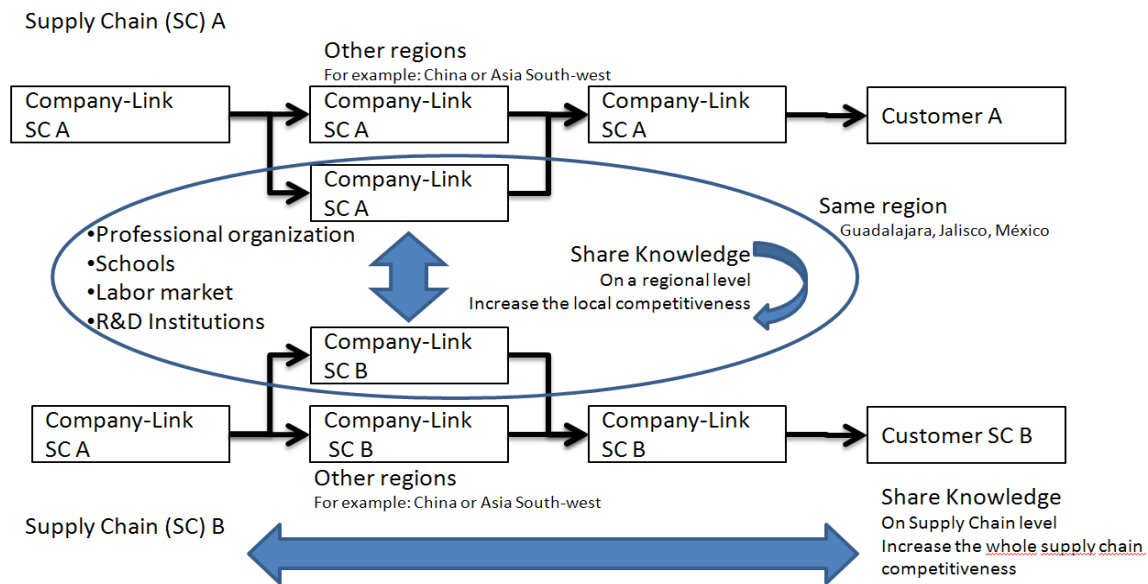 Supply Chain (SC) A
Other regions
For example: China or Asia South-west
Company-Link
SC A
Company-Link
SC A
Company-Link
SC A
Customer A
Company-Link
SC A
Same region
Guadalajara, Jalisco, México
•Professional organization
•Schools
•Labor market
•R&D Institutions
Share Knowledge
On a regional level
Increase the local competitiveness
Company-Link
SC B
Company-Link
SC A
Company-Link
SC B
Company-Link
SC B
Customer SC B
Other regions
For example: China or Asia South-west
Supply Chain (SC) B
Share Knowledge
On Supply Chain level
Increase the whole supply chain
competitiveness